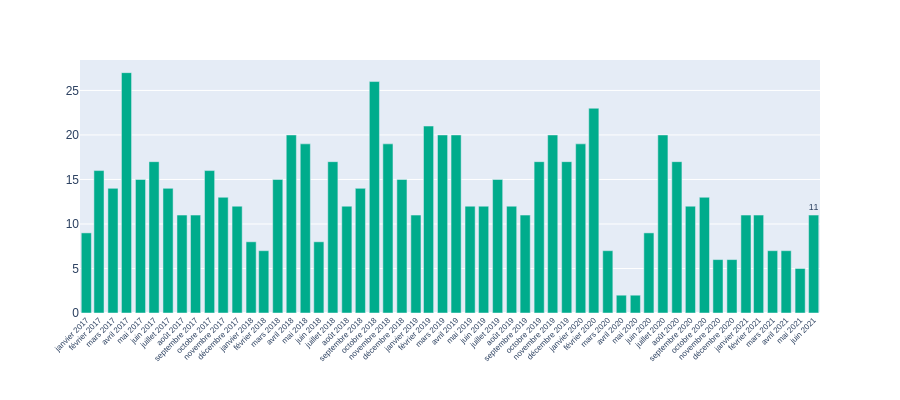 25
20
15
10
5
0
11
janvier 2017
février 2017
mars 2017
avril 2017
mai 2017
juin 2017
juillet 2017
août 2017
septembre 2017
octobre 2017
novembre 2017
décembre 2017
janvier 2018
février 2018
mars 2018
avril 2018
mai 2018
juin 2018
juillet 2018
août 2018
septembre 2018
octobre 2018
novembre 2018
décembre 2018
janvier 2019
février 2019
mars 2019
avril 2019
mai 2019
juin 2019
juillet 2019
août 2019
septembre 2019
octobre 2019
novembre 2019
décembre 2019
janvier 2020
février 2020
mars 2020
avril 2020
mai 2020
juin 2020
juillet 2020
août 2020
septembre 2020
octobre 2020
novembre 2020
décembre 2020
janvier 2021
février 2021
mars 2021
avril 2021
mai 2021
juin 2021